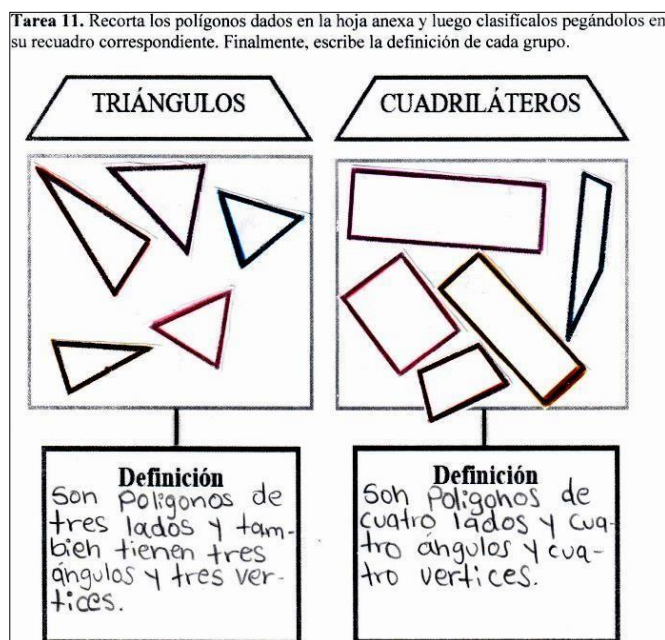 Tarea 11. Recorta los polígonos dados en la hoja anexa y luego clasifícalos pegándolos en
su recuadro correspondiente. Finalmente, escribe la definición de cada grupo.
TRIÁNGULOS
CUADRILÁTEROS
Definición
Son Poligonos de
tres lados y tam-
bien tienen tres
ángulos y tres ver-
tices.
Definición
Son Poligonos de
cuatro lados y cua-
tro ángulos y cua-
tro vertices.